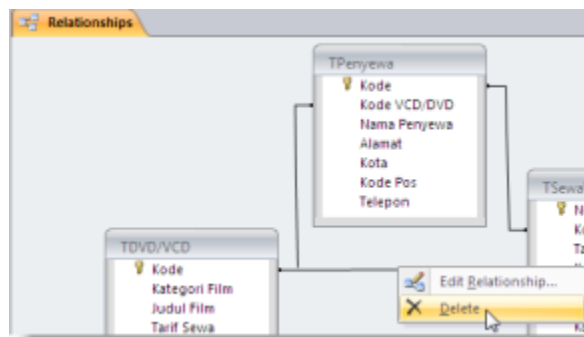 Relationships
TPenyewa
Kode
Kode VCD/DVD
Nama Penyewa
Alamat
Kota
Kode Pos
Telepon
TSewa
TDVD/VCD
Kode
Kategori Film
Judul Film
Tarif Sewa
Edit Relationship...
Delete